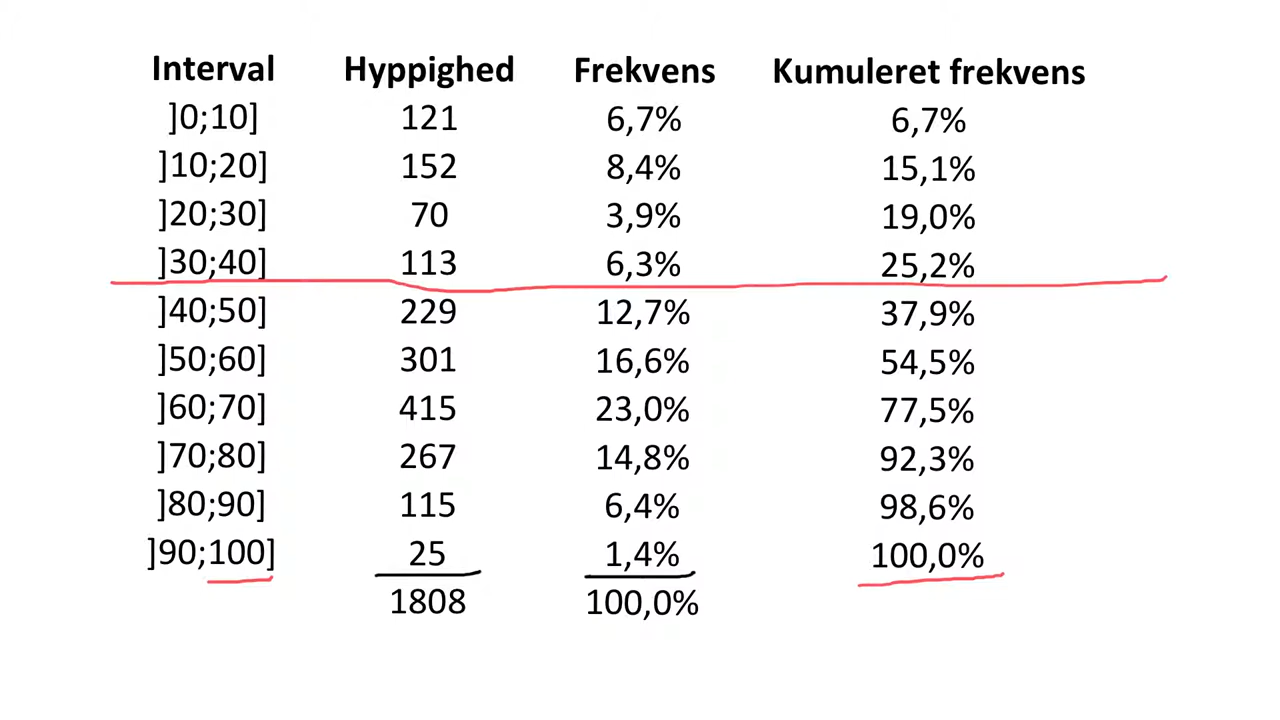 Interval Hyppighed Frekvens Kumuleret frekvens
]0;10] 121 6,7% 6,7%
]10;20] 152 8,4% 15,1%
]20;30] 70 3,9% 19,0%
]30;40] 113 6,3% 25,2%
]40;50] 229 12,7% 37,9%
]50;60] 301 16,6% 54,5%
]60;70] 415 23,0% 77,5%
]70;80] 267 14,8% 92,3%
]80;90] 115 6,4% 98,6%
]90;100] 25 1,4% 100,0%
1808 100,0%